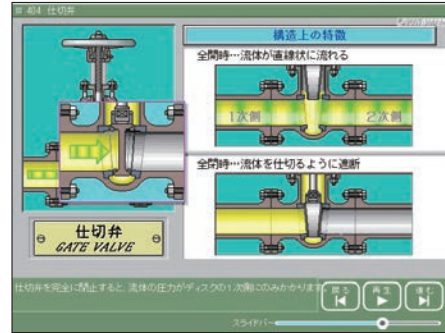 404 仕切弁
構造上の特徴
全開時…流体が直線状に流れる
1次側
2次側
全閉時…流体を仕切るように遮断
仕切弁
GATE VALVE
仕切弁を完全に閉止すると、流体の圧力がディスクの1次側にのみかかります。
戻る
再生
進む
スライドバー